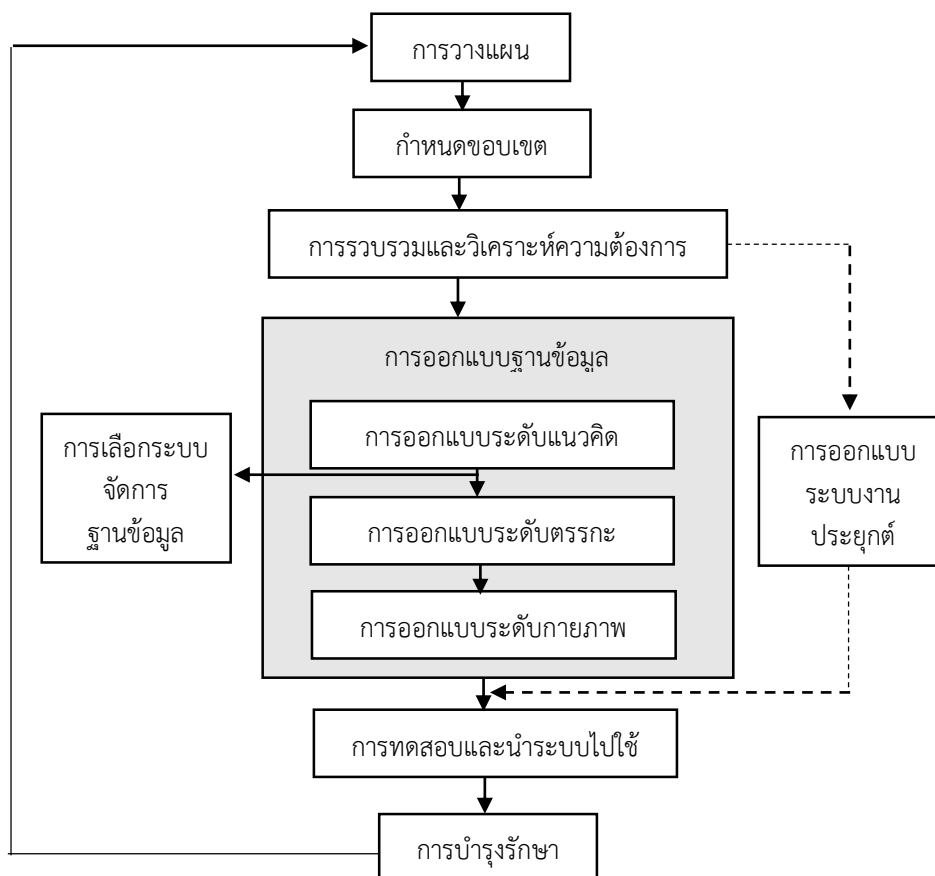 การวางแผน
กำหนดขอบเขต
การรวบรวมและวิเคราะห์ความต้องการ
การออกแบบฐานข้อมูล
การออกแบบระดับแนวคิด
การเลือกระบบ
จัดการ
ฐานข้อมูล
การออกแบบระดับตรรกะ
การออกแบบระดับกายภาพ
การออกแบบ
ระบบงาน
ประยุกต์
การทดสอบและนำระบบไปใช้
การบำรุงรักษา